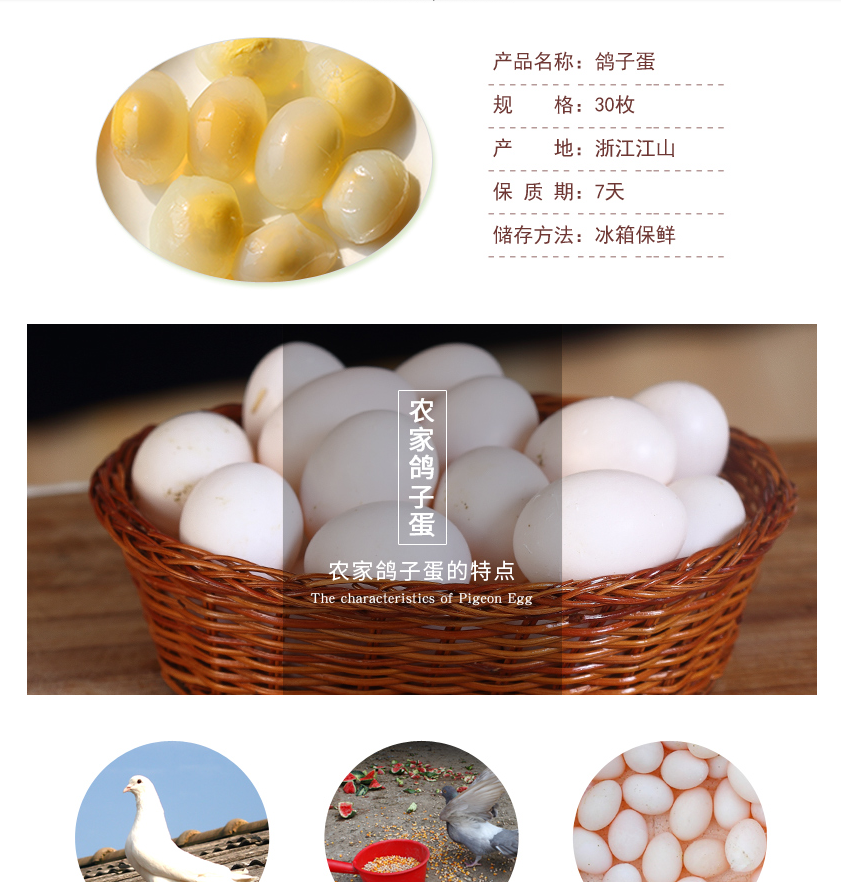 产品名称：鸽子蛋
规　　格：30枚
产　　地：浙江江山
保 质 期：7天
储存方法：冰箱保鲜
农家鸽子蛋
农家鸽子蛋的特点
The characteristics of Pigeon Egg